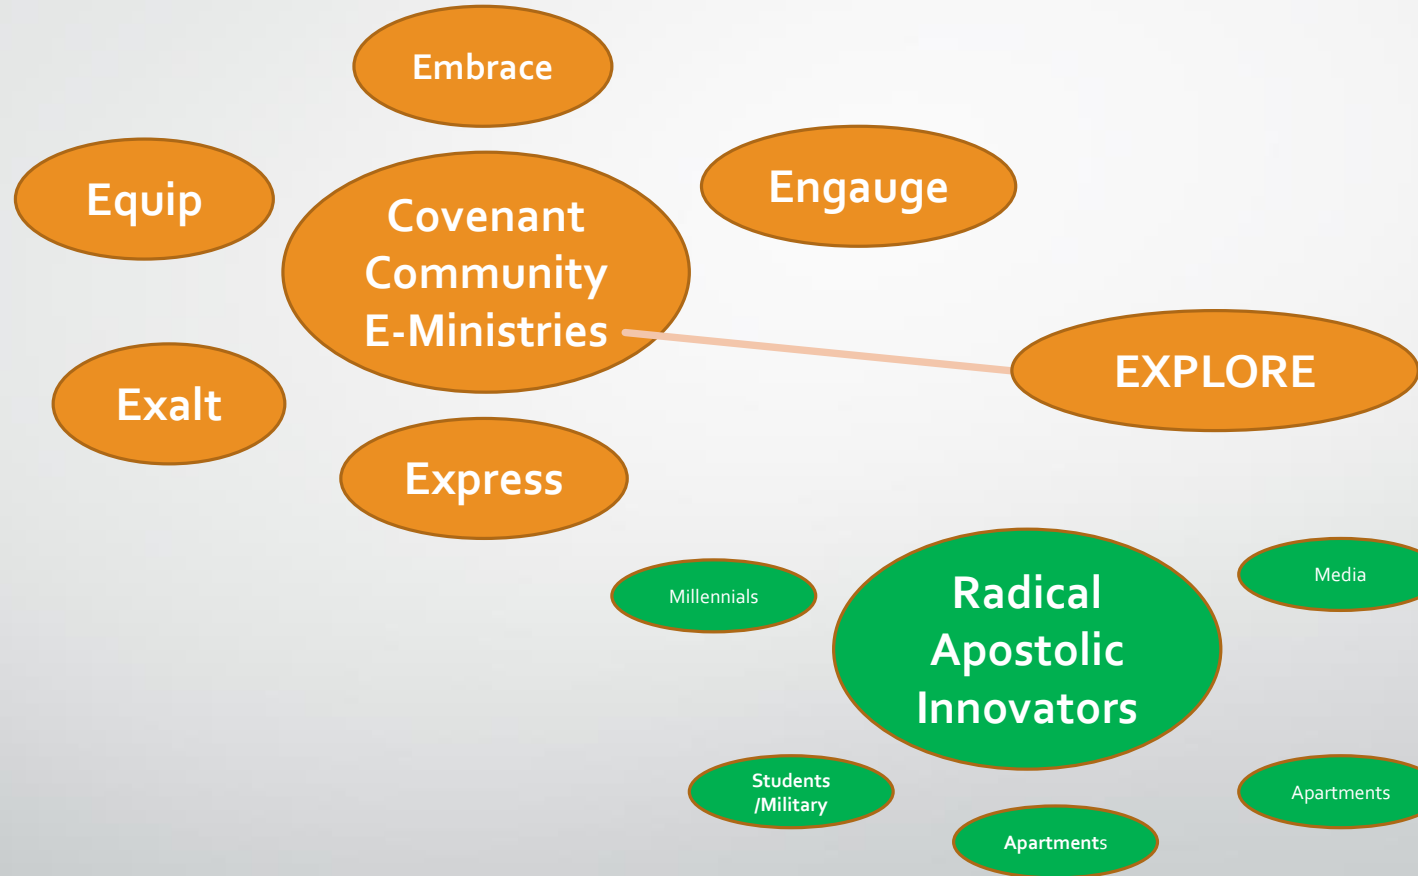 Embrace
Equip
Covenant
Community
E-Ministries
Engauge
EXPLORE
Exalt
Express
Millennials
Radical
Apostolic
Innovators
Media
Students
/Military
Apartments
Apartments